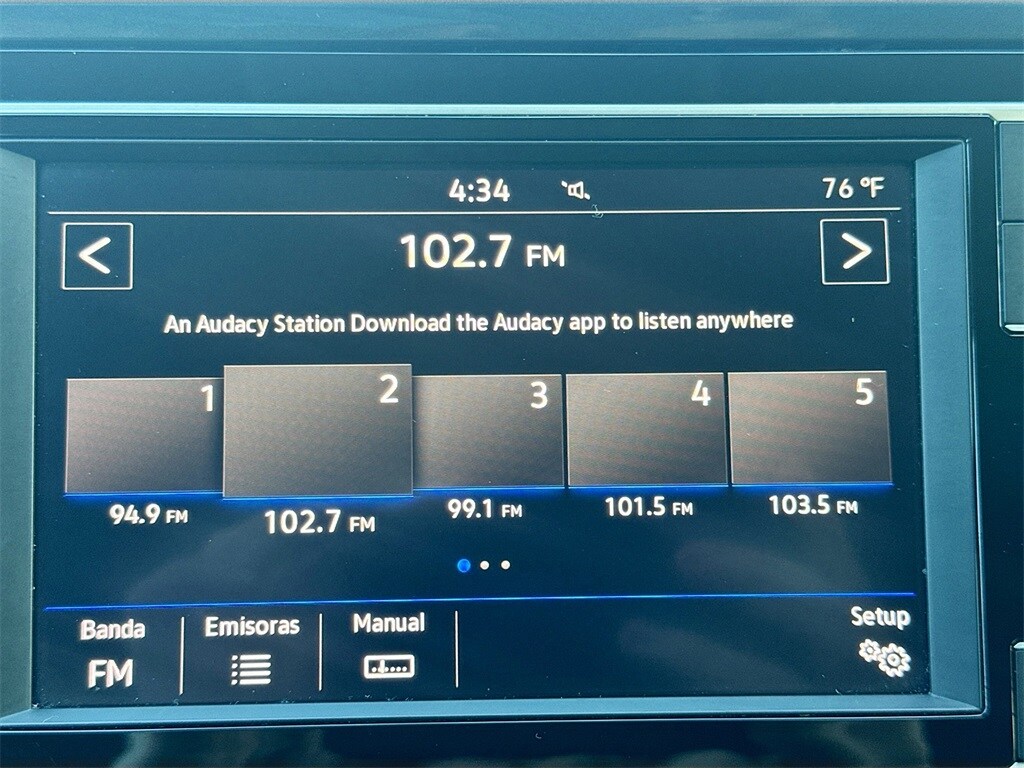 4:34 76 °F
< 102.7 FM >
An Audacy Station Download the Audacy app to listen anywhere
1 2 3 4 5
94.9 FM 102.7 FM 99.1 FM 101.5 FM 103.5 FM
Banda Emisoras Manual Setup
FM